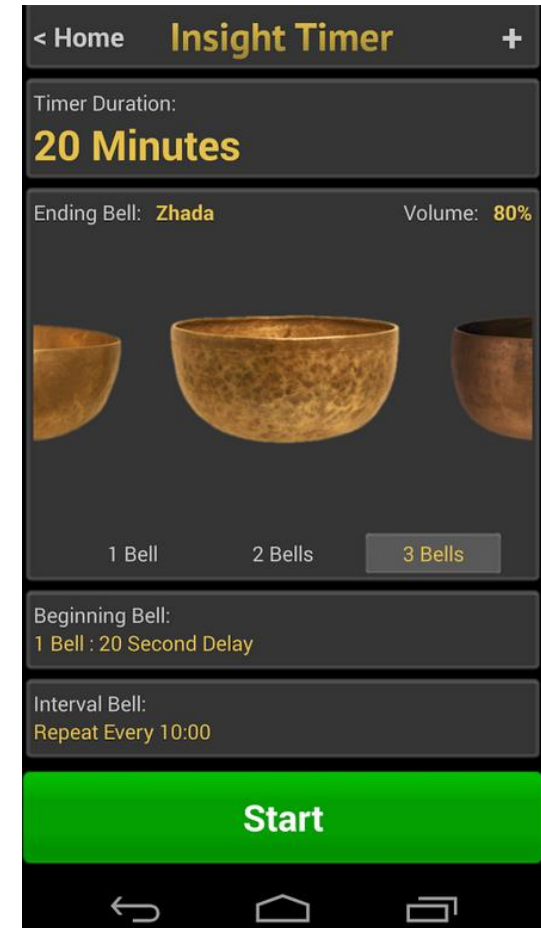 < Home Insight Timer +
Timer Duration:
20 Minutes
Ending Bell: Zhada Volume: 80%
1 Bell 2 Bells 3 Bells
Beginning Bell:
1 Bell : 20 Second Delay
Interval Bell:
Repeat Every 10:00
Start